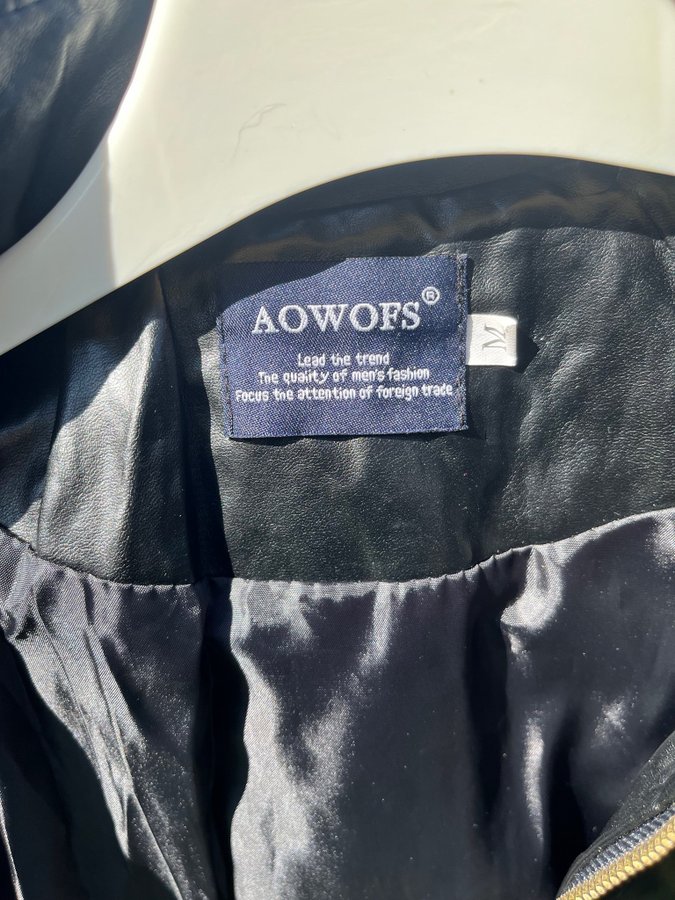 AOWOFS®
Lead the trend
The quality of men's fashion
Focus the attention of foreign trade
M